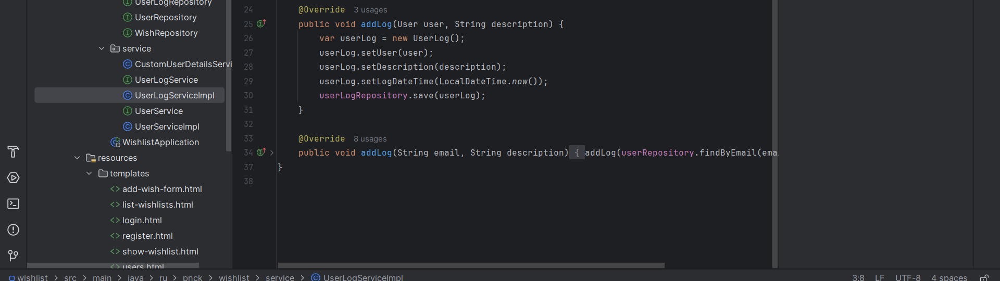 UserLogRepository
UserRepository
WishRepository
service
CustomUserDetailsServi
UserLogService
UserLogServiceImpl
UserService
UserServiceImpl
WishlistApplication
resources
templates
add-wish-form.html
list-wishlists.html
login.html
register.html
show-wishlist.html
users.html
24 @Override 3 usages
25 public void addLog(User user, String description) {
26 var userLog = new UserLog();
27 userLog.setUser(user);
28 userLog.setDescription(description);
29 userLog.setLogDateTime(LocalDateTime.now());
30 userLogRepository.save(userLog);
31 }
32
33 @Override 8 usages
34 public void addLog(String email, String description) { addLog(userRepository.findByEmail(ema
37 }
38
wishlist > src > main > java > ru > pnck > wishlist > service > UserLogServiceImpl
3:8 LF UTF-8 4 spaces